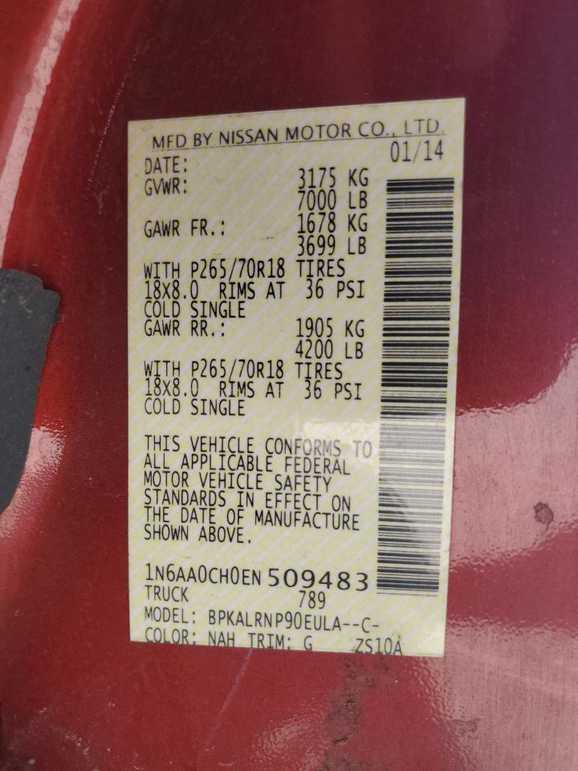 MFD BY NISSAN MOTOR CO., LTD.
DATE: 01/14
GVWR: 3175 KG
7000 LB
GAWR FR.: 1678 KG
3699 LB
WITH P265/70R18 TIRES
18X8.0 RIMS AT 36 PSI
COLD SINGLE
GAWR RR.: 1905 KG
4200 LB
WITH P265/70R18 TIRES
18X8.0 RIMS AT 36 PSI
COLD SINGLE
THIS VEHICLE CONFORMS TO
ALL APPLICABLE FEDERAL
MOTOR VEHICLE SAFETY
STANDARDS IN EFFECT ON
THE DATE OF MANUFACTURE
SHOWN ABOVE.
1N6AA0CH0EN 509483
TRUCK 789
MODEL: BPKALRNP90EULA--C-
COLOR: NAH TRIM: G ZS10A